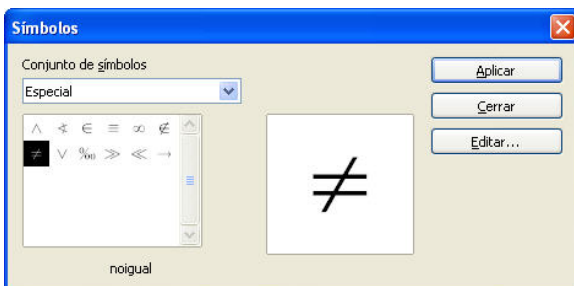 Símbolos
Conjunto de símbolos
Especial
Aplicar
Cerrar
Editar...
∧ ∢ ∈ ≡ ∞ ∉
≠ ∨ ‱ ≫ ≪ →
≠
noigual